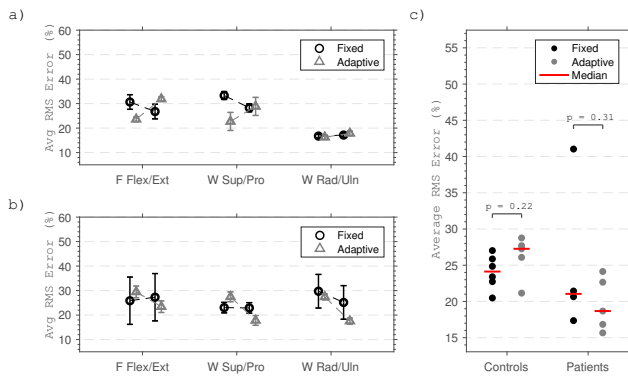 a)
60
50
40
30
20
10
Avg RMS Error (%)
Fixed
Adaptive
F Flex/Ext
W Sup/Pro
W Rad/Uln
b)
60
50
40
30
20
10
Avg RMS Error (%)
Fixed
Adaptive
F Flex/Ext
W Sup/Pro
W Rad/Uln
c)
55
50
45
40
35
30
25
20
15
Average RMS Error (%)
Fixed
Adaptive
Median
p = 0.31
p = 0.22
Controls
Patients